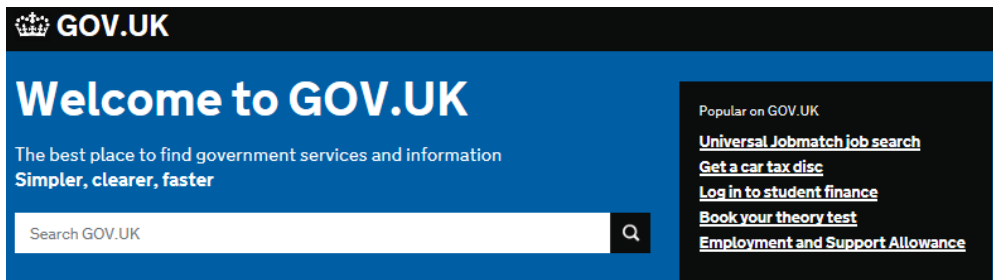 GOV.UK
Welcome to GOV.UK
The best place to find government services and information
Simpler, clearer, faster
Search GOV.UK
Popular on GOV.UK
Universal Jobmatch job search
Get a car tax disc
Log in to student finance
Book your theory test
Employment and Support Allowance